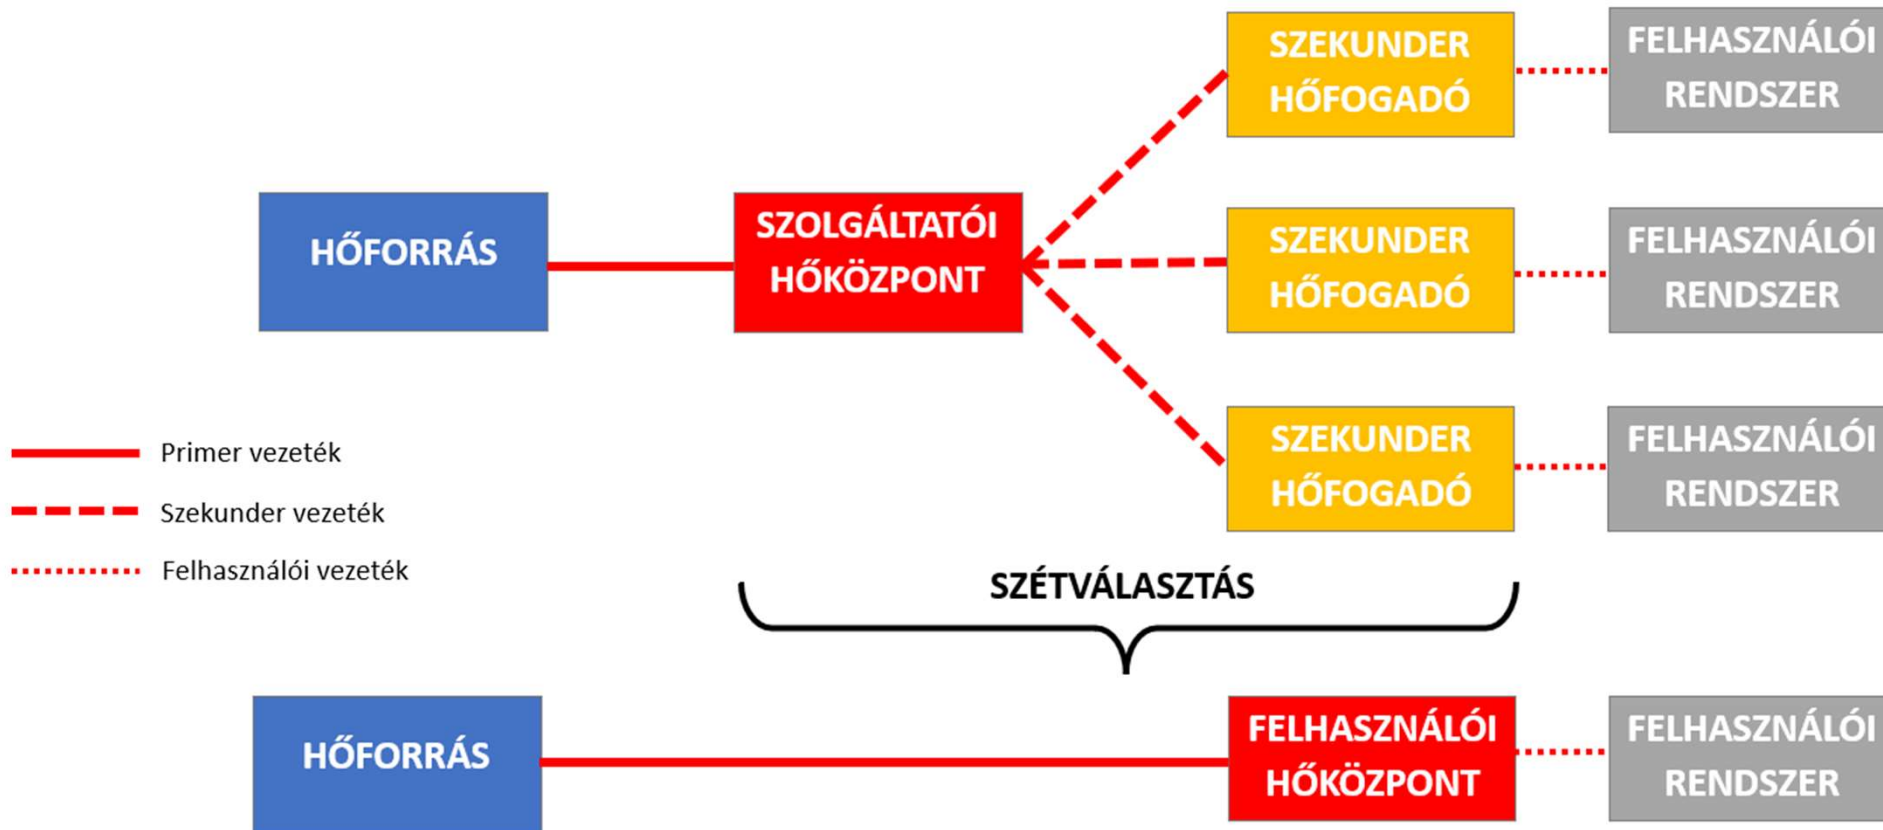 SZEKUNDER
HŐFOGADÓ
FELHASZNÁLÓI
RENDSZER
HŐFORRÁS
SZOLGÁLTATÓI
HŐKÖZPONT
SZEKUNDER
HŐFOGADÓ
FELHASZNÁLÓI
RENDSZER
SZEKUNDER
HŐFOGADÓ
FELHASZNÁLÓI
RENDSZER
Primer vezeték
Szekunder vezeték
Felhasználói vezeték
SZÉTVÁLASZTÁS
HŐFORRÁS
FELHASZNÁLÓI
HŐKÖZPONT
FELHASZNÁLÓI
RENDSZER